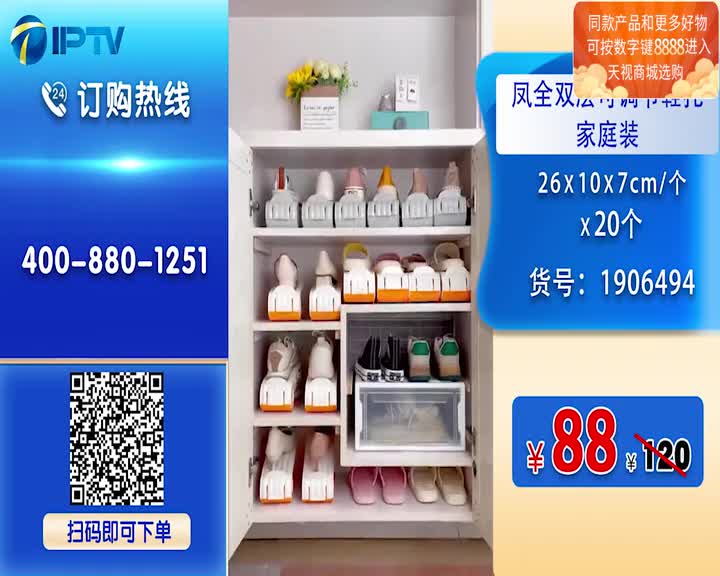 IPTV
24
订购热线
400-880-1251
扫码即可下单
同款产品和更多好物
可按数字键8888进入
天视商城选购
凤全双层可调节鞋托
家庭装
26x10x7cm/个
x20个
货号：1906494
¥88 ¥120